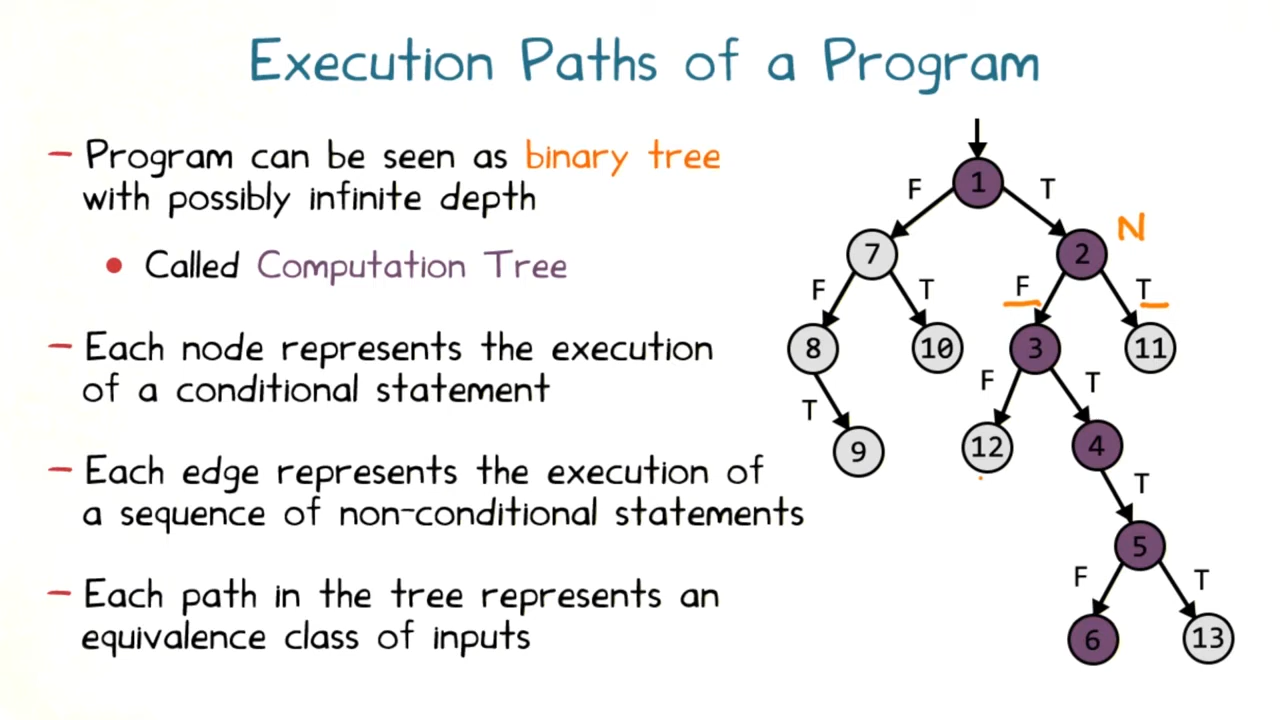 Execution Paths of a Program
– Program can be seen as binary tree
with possibly infinite depth
• Called Computation Tree
– Each node represents the execution
of a conditional statement
– Each edge represents the execution of
a sequence of non-conditional statements
– Each path in the tree represents an
equivalence class of inputs
1
F T
7 2 N
F T F T
8 10 3 11
T F T
9 12 4
T
5
F T
6 13